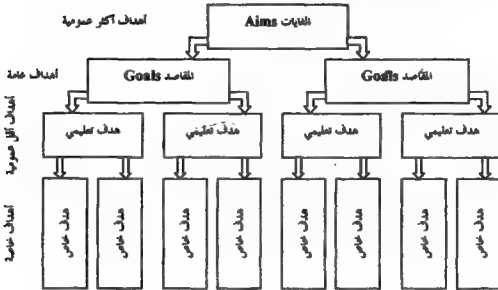 أهداف أكثر عمومية
الغايات Aims
أهداف عامة
المقاصد Goals
المقاصد Goals
أهداف أقل عمومية
هدف تعليمي
هدف تعليمي
هدف تعليمي
هدف تعليمي
أهداف خاصة
هدف خاص
هدف خاص
هدف خاص
هدف خاص
هدف خاص
هدف خاص
هدف خاص
هدف خاص